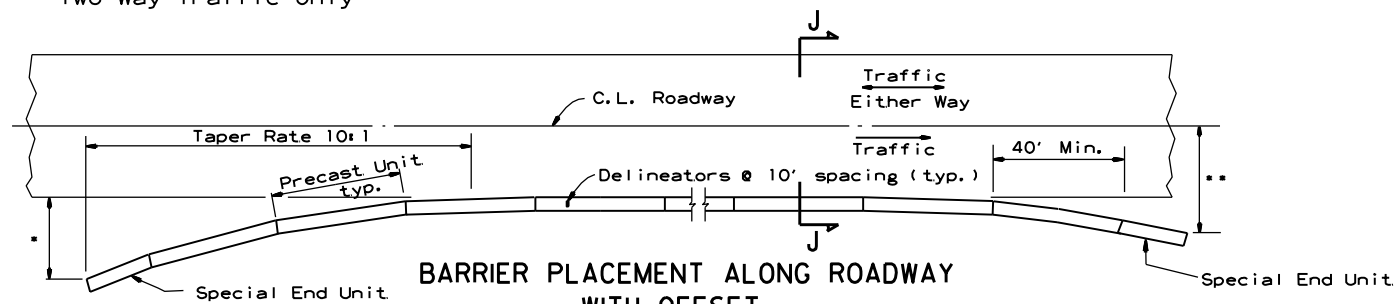 Two Way Traffic Only
J
Traffic
Either Way
C.L. Roadway
Taper Rate 10:1
Traffic
40' Min.
Precast Unit
typ.
Delineators @ 10' spacing (typ.)
**
*
J
BARRIER PLACEMENT ALONG ROADWAY
WITH OFFSET
Special End Unit
Special End Unit